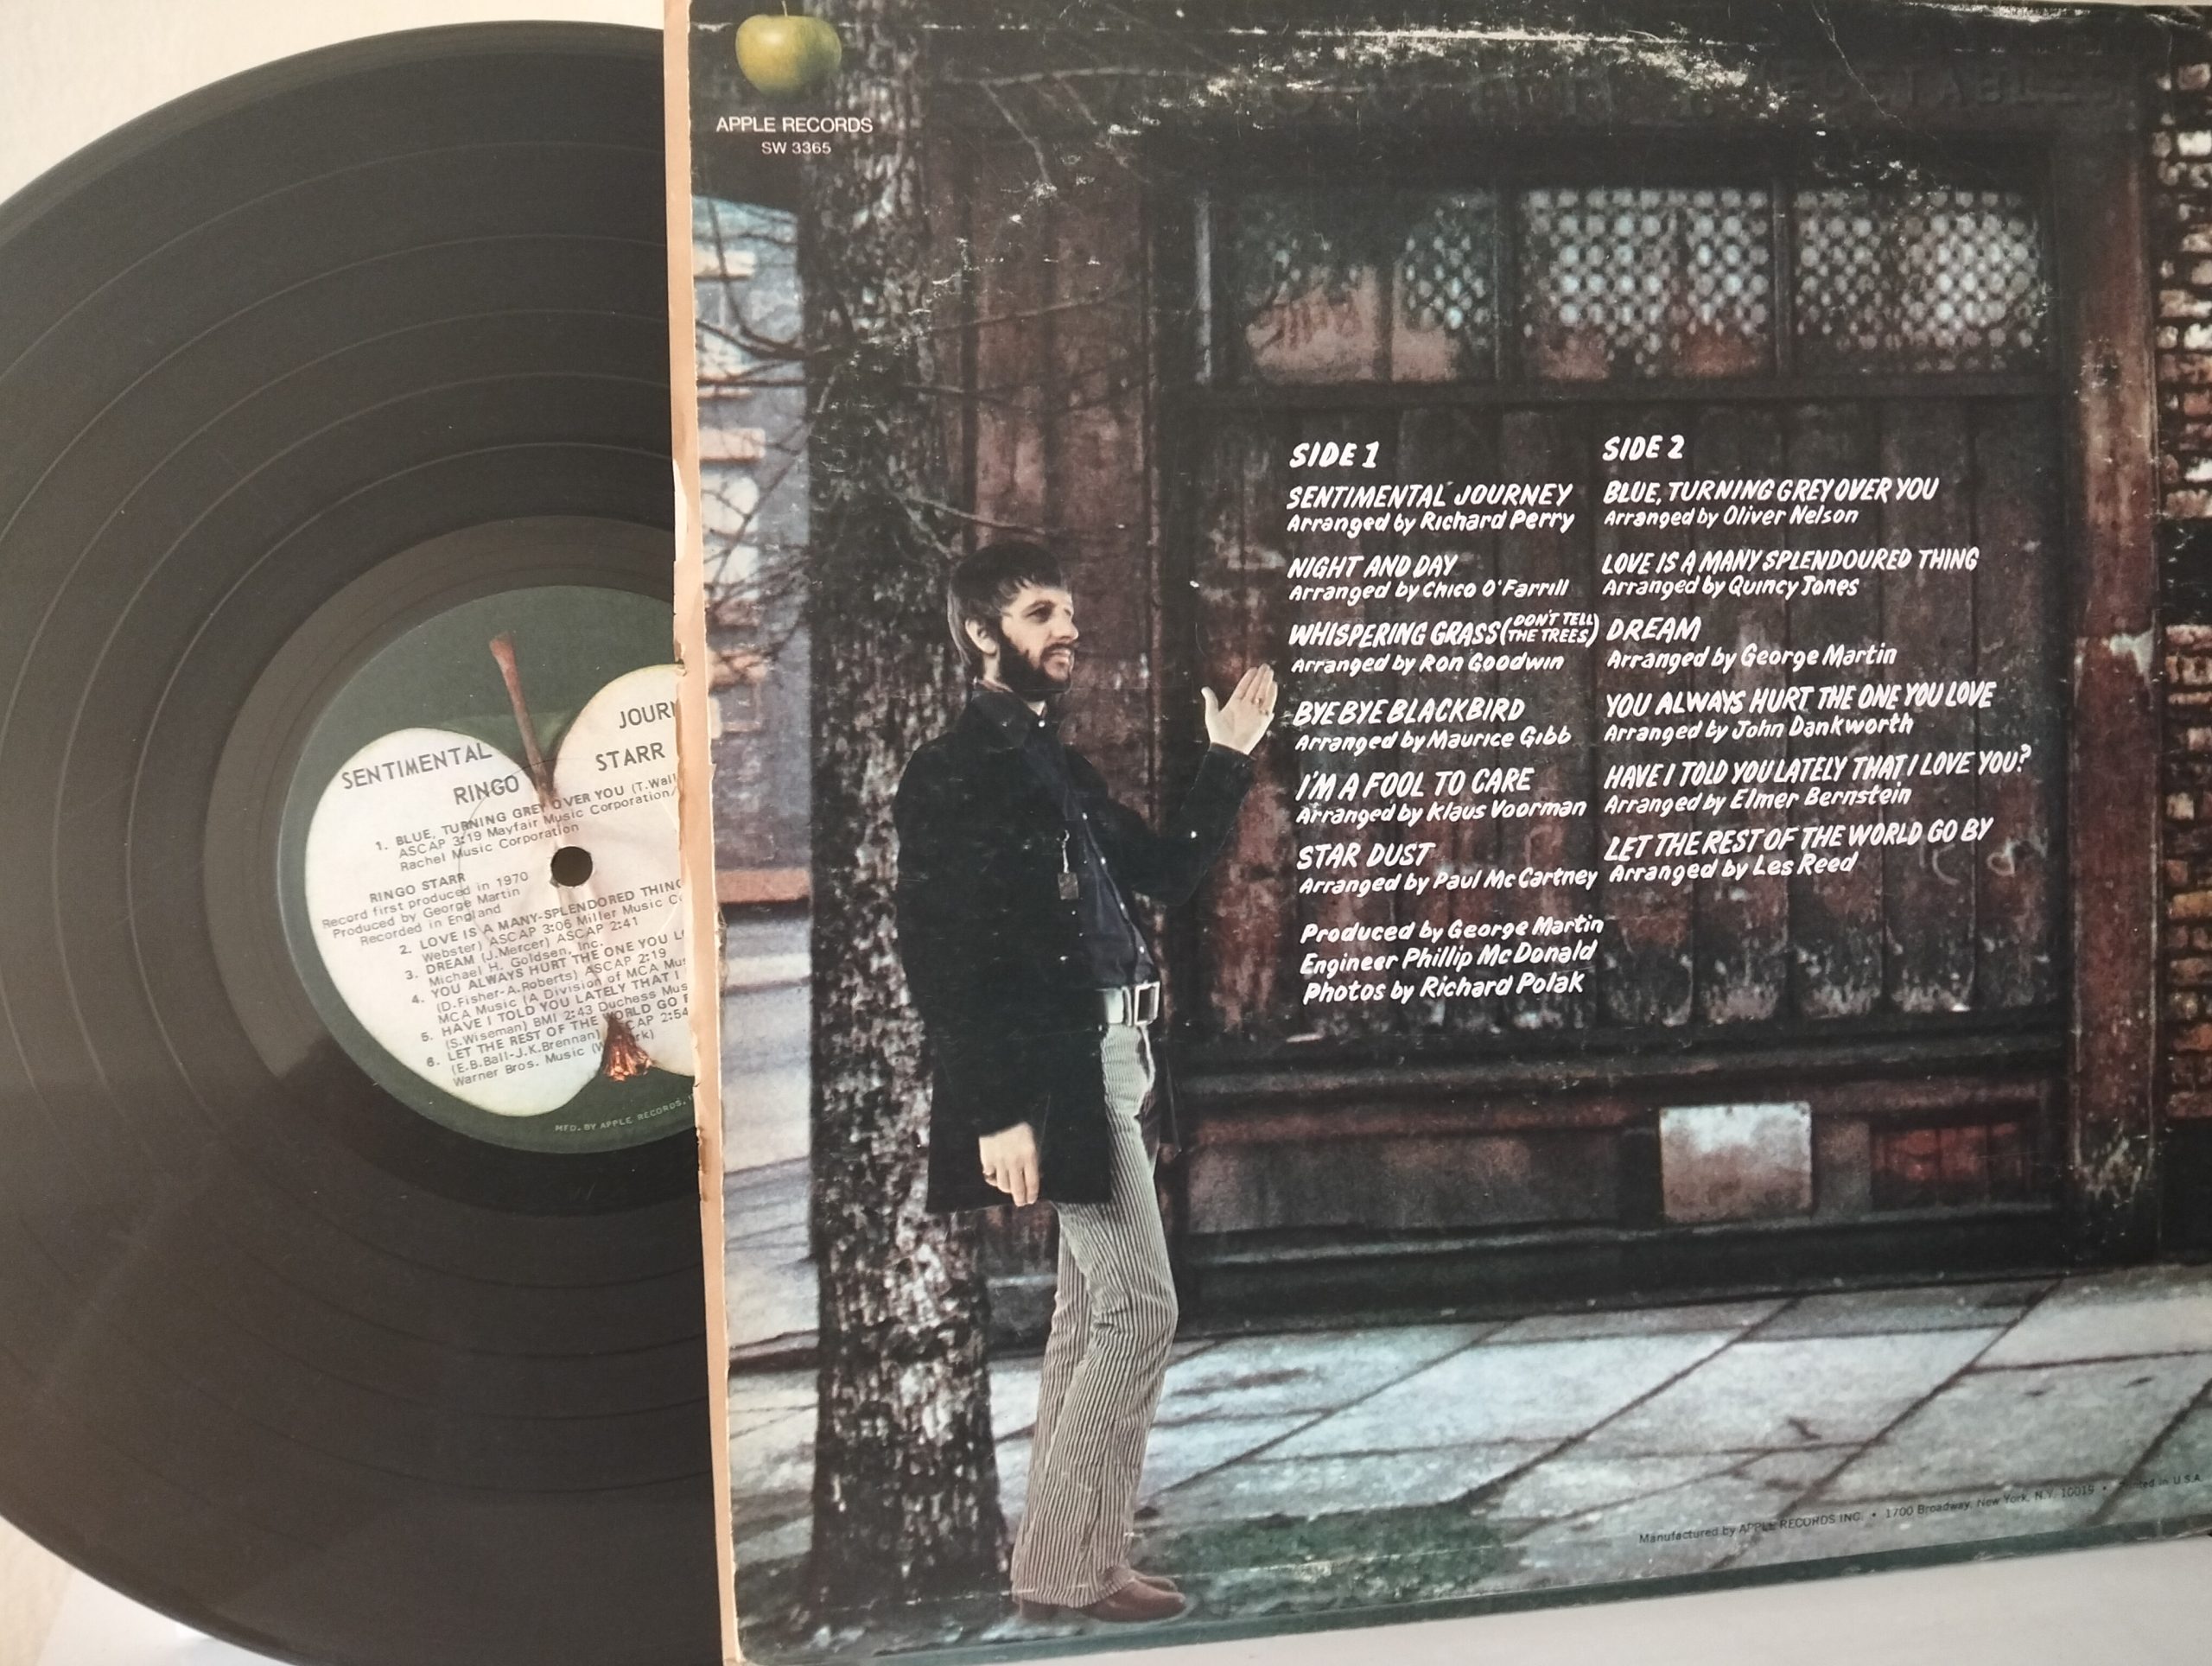 SENTIMENTAL
STARR
RINGO
1. BLUE, TURNING GREY OVER YOU
ASCAP 3:19 Mayfair Music Corporation/
Rachel Music Corporation
RINGO STARR
Record first produced in 1970
Produced by George Martin
Recorded in England
2. LOVE IS A MANY-SPLENDORED THING
Webster) ASCAP 3:06 Miller Music
3. DREAM (J.Mercer) ASCAP 2:41
Michael H. Goldsen, Inc.
4. YOU ALWAYS HURT THE ONE YOU
(D.Fisher-A.Roberts) ASCAP 2:19
MCA Music (A Division of MCA
5. HAVE I TOLD YOU LATELY THAT I
(S.Wiseman) BMI 2:43 Duchess
6. LET THE REST OF THE WORLD GO
(E.B.Ball-J.K.Brennan) 2:54
Warner Bros. Music
MFD. BY APPLE RECORDS,
APPLE RECORDS
SW 3365
SIDE 1
SENTIMENTAL JOURNEY
Arranged by Richard Perry
NIGHT AND DAY
Arranged by Chico O'Farrill
WHISPERING GRASS (DON'T TELL THE TREES)
Arranged by Ron Goodwin
BYE BYE BLACKBIRD
Arranged by Maurice Gibb
I'M A FOOL TO CARE
Arranged by Klaus Voorman
STAR DUST
Arranged by Paul McCartney
Produced by George Martin
Engineer Phillip McDonald
Photos by Richard Polak
SIDE 2
BLUE, TURNING GREY OVER YOU
Arranged by Oliver Nelson
LOVE IS A MANY SPLENDOURED THING
Arranged by Quincy Jones
DREAM
Arranged by George Martin
YOU ALWAYS HURT THE ONE YOU LOVE
Arranged by John Dankworth
HAVE I TOLD YOU LATELY THAT I LOVE YOU?
Arranged by Elmer Bernstein
LET THE REST OF THE WORLD GO BY
Arranged by Les Reed
Manufactured by APPLE RECORDS INC. • 1700 Broadway, New York, N.Y. 10019 • Printed in U.S.A.